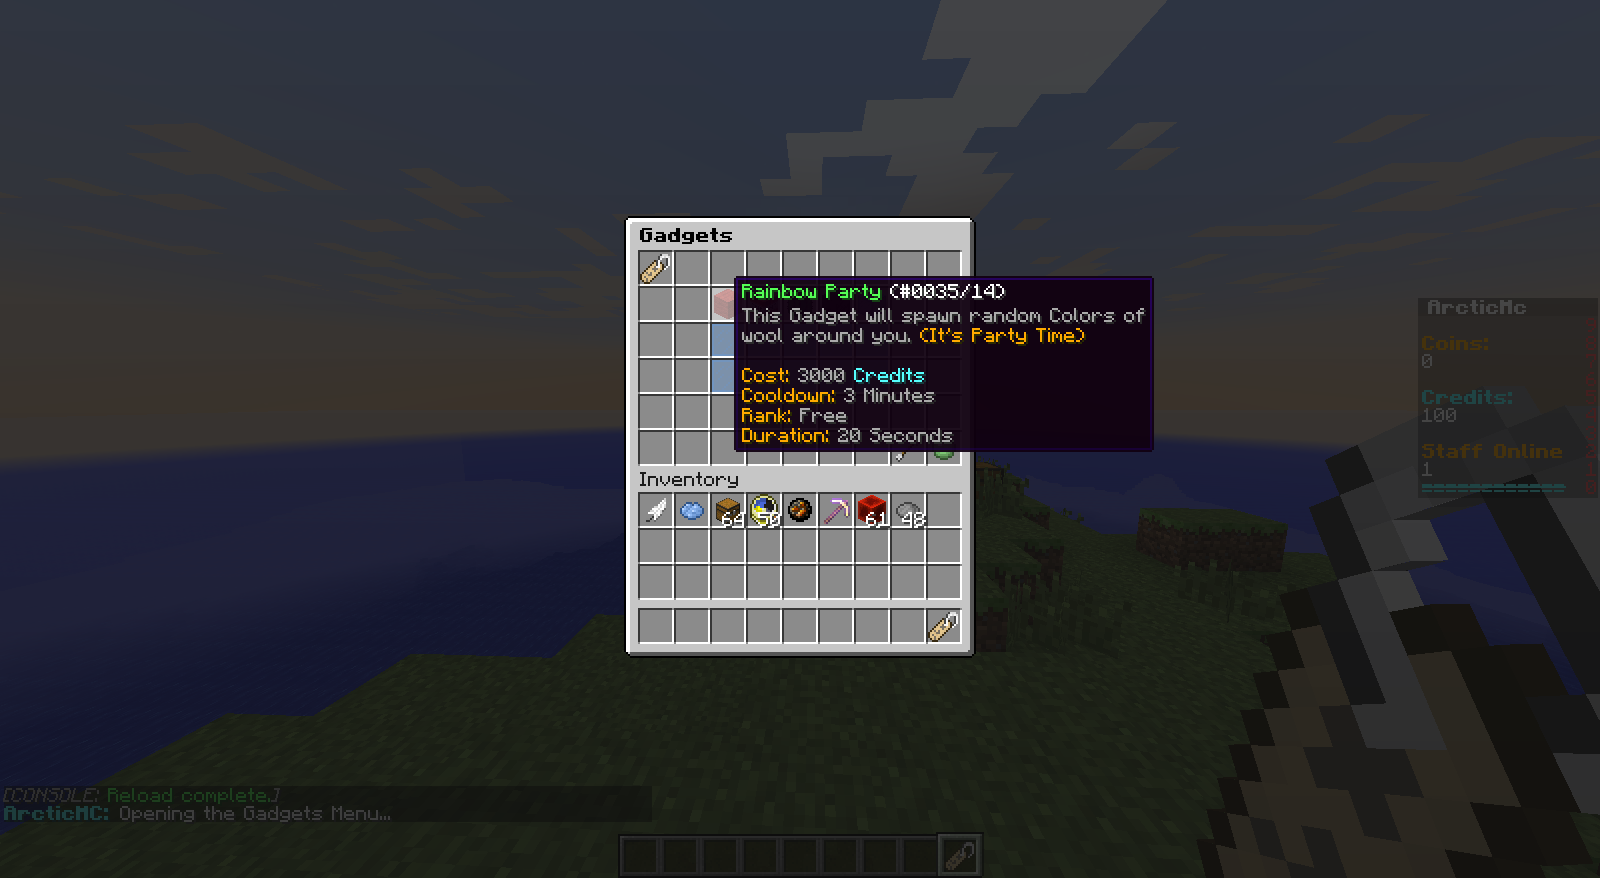 Gadgets
Rainbow Party (#0035/14)
This Gadget will spawn random Colors of
wool around you. (It's Party Time)
Cost: 3000 Credits
Cooldown: 3 Minutes
Rank: Free
Duration: 20 Seconds
Inventory
64 50 61 48
ArcticMc
Coins:
0
Credits:
100
Staff Online
1
[CONSOLE: Reload complete.]
ArcticMC: Opening the Gadgets Menu...